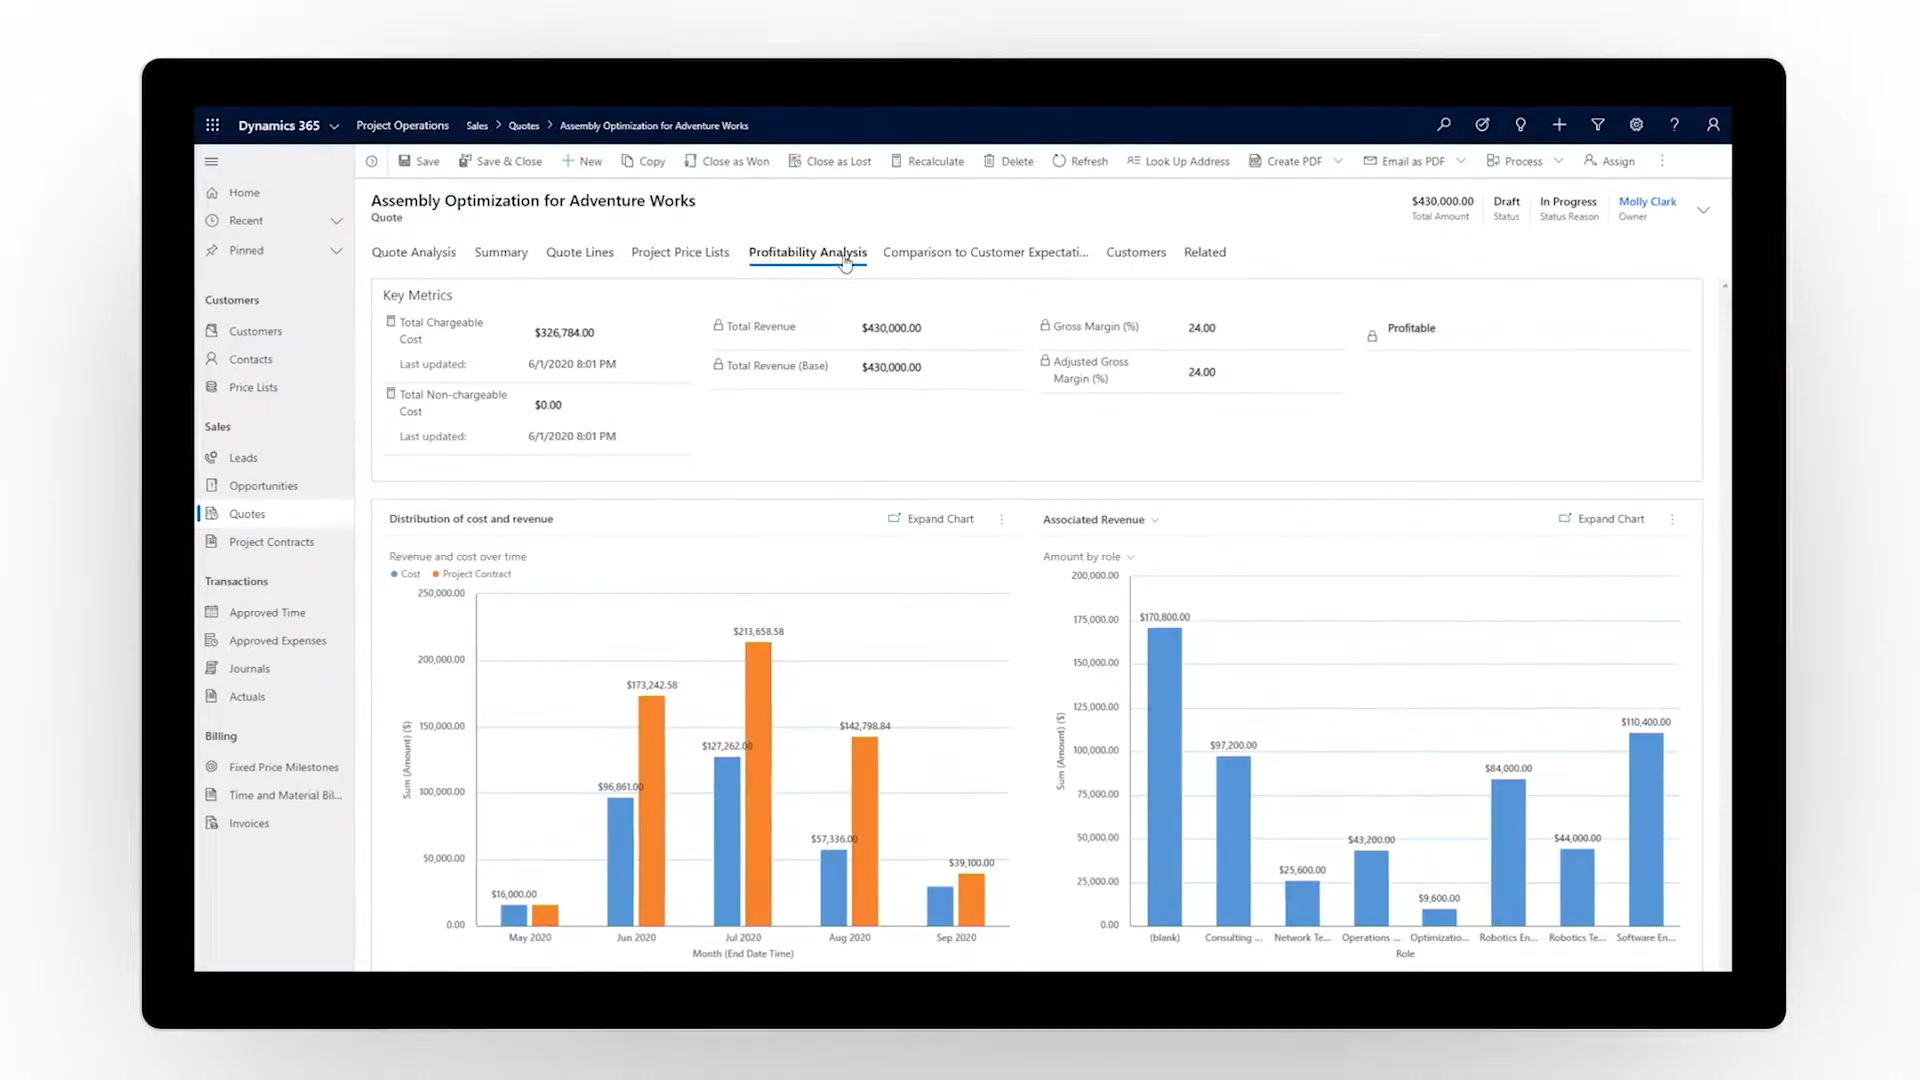 Dynamics 365 Project Operations Sales > Quotes > Assembly Optimization for Adventure Works
Save Save & Close New Copy Close as Won Close as Lost Recalculate Delete Refresh Look Up Address Create PDF Email as PDF Process Assign
Home
Recent
Pinned
Customers
Customers
Contacts
Price Lists
Sales
Leads
Opportunities
Quotes
Project Contracts
Transactions
Approved Time
Approved Expenses
Journals
Actuals
Billing
Fixed Price Milestones
Time and Material Bil...
Invoices
Assembly Optimization for Adventure Works
Quote
$430,000.00 Draft In Progress Molly Clark
Total Amount Status Status Reason Owner
Quote Analysis Summary Quote Lines Project Price Lists Profitability Analysis Comparison to Customer Expectati... Customers Related
Key Metrics
Total Chargeable
Cost
$326,784.00
Last updated: 6/1/2020 8:01 PM
Total Non-chargeable
Cost
$0.00
Last updated: 6/1/2020 8:01 PM
Total Revenue $430,000.00
Total Revenue (Base) $430,000.00
Gross Margin (%) 24.00
Adjusted Gross
Margin (%)
24.00
Profitable
Distribution of cost and revenue Expand Chart
Revenue and cost over time
Cost Project Contract
250,000.00
200,000.00
150,000.00
100,000.00
50,000.00
0.00
Sum (Amount) ($)
$16,000.00
$96,861.00
$173,242.58
$127,262.00
$213,658.58
$57,336.00
$142,798.84
$39,100.00
May 2020 Jun 2020 Jul 2020 Aug 2020 Sep 2020
Month (End Date Time)
Associated Revenue Expand Chart
Amount by role
200,000.00
175,000.00
150,000.00
125,000.00
100,000.00
75,000.00
50,000.00
25,000.00
0.00
Sum (Amount) ($)
$170,800.00
$97,200.00
$25,600.00
$43,200.00
$9,600.00
$84,000.00
$44,000.00
$110,400.00
(blank) Consulting ... Network Te... Operations ... Optimizatio... Robotics En... Robotics Te... Software En...
Role